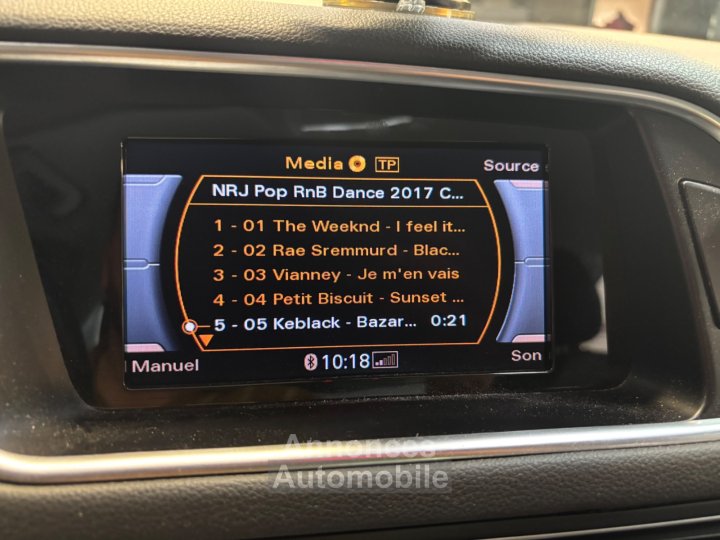 Media TP Source
NRJ Pop RnB Dance 2017 C...
1 - 01 The Weeknd - I feel it...
2 - 02 Rae Sremmurd - Blac...
3 - 03 Vianney - Je m'en vais
4 - 04 Petit Biscuit - Sunset ...
5 - 05 Keblack - Bazar... 0:21
Manuel 10:18 Son
Annonces
Automobile